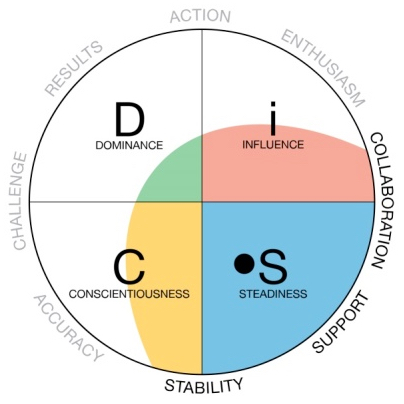 ACTION
RESULTS
ENTHUSIASM
D
DOMINANCE
i
INFLUENCE
CHALLENGE
COLLABORATION
C
CONSCIENTIOUSNESS
S
STEADINESS
ACCURACY
SUPPORT
STABILITY